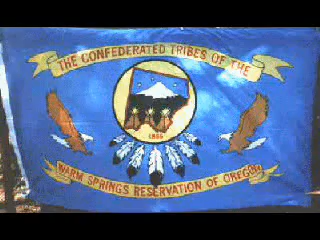 THE CONFEDERATED TRIBES OF THE
1855
WARM SPRINGS RESERVATION OF OREGON